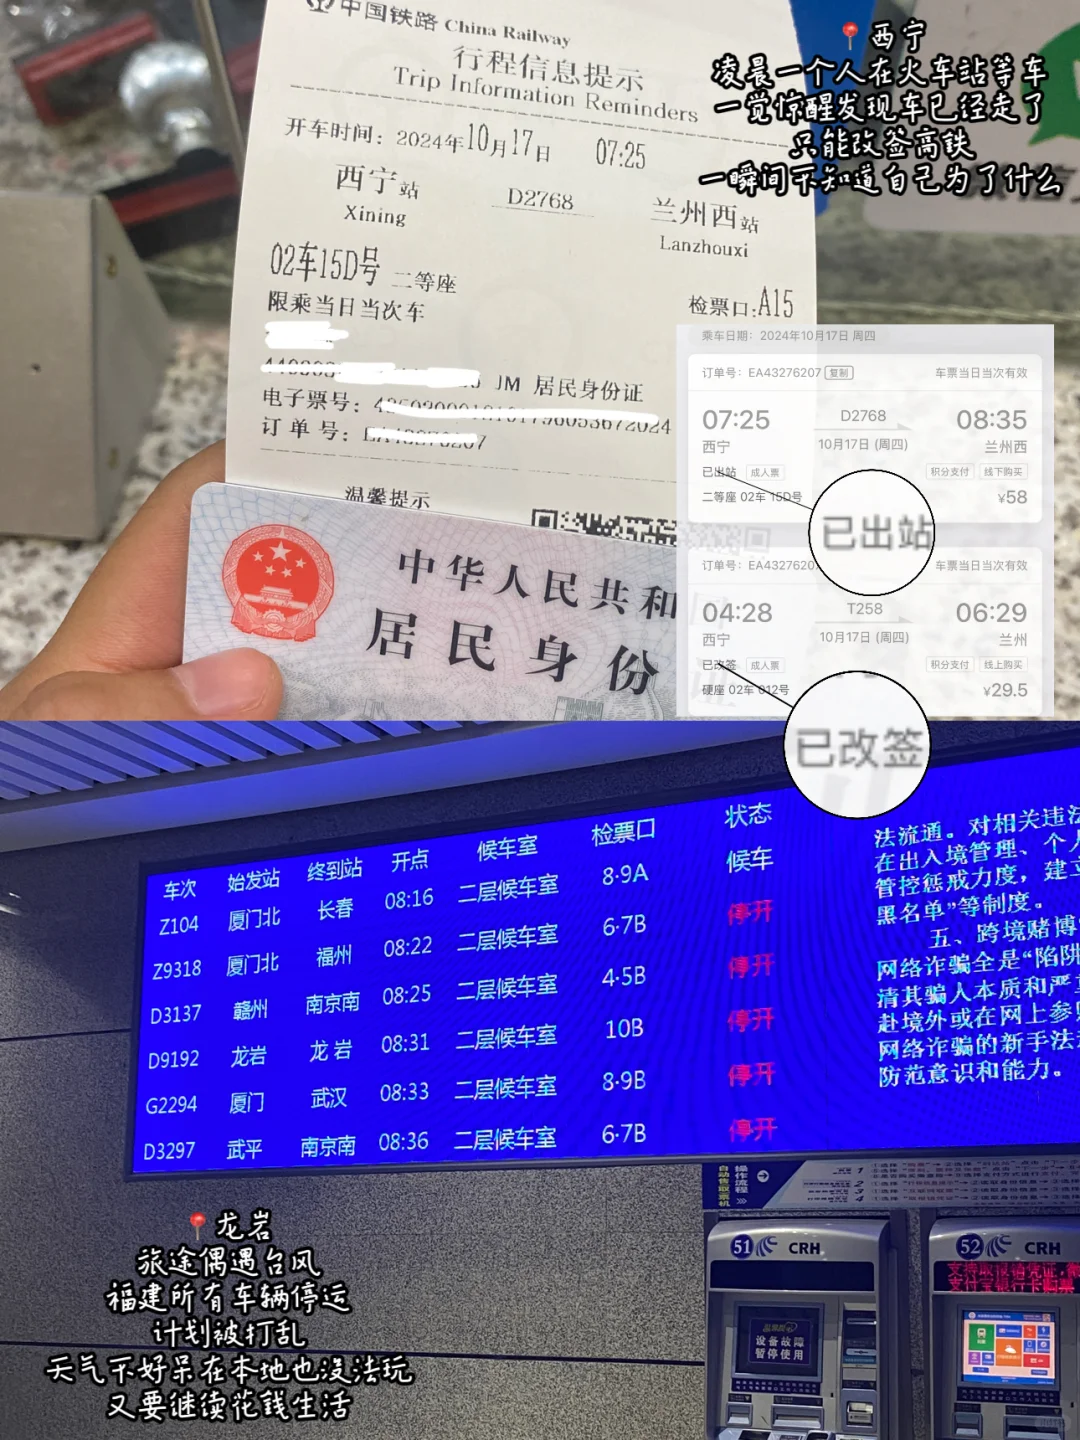 中国铁路 China Railway
行程信息提示
Trip Information Reminders
开车时间：2024年10月17日 07:25
西宁站 D2768 兰州西站
Xining Lanzhouxi
02车15D号 二等座
限乘当日当次车 检票口:A15
JM 居民身份证
电子票号：
订单号：
温馨提示
中华人民共和
居民身份
📍西宁
凌晨一个人在火车站等车
一觉惊醒发现车已经走了
只能改签高铁
一瞬间不知道自己为了什么
乘车日期：2024年10月17日 周四
订单号：EA43276207 复制 车票当日当次有效
07:25 D2768 08:35
西宁 10月17日 (周四) 兰州西
已出站 成人票 积分支付 线下购买
二等座 02车 15D号 ¥58
已出站
订单号：EA4327620 车票当日当次有效
04:28 T258 06:29
西宁 10月17日 (周四) 兰州
已改签 成人票 积分支付 线上购买
硬座 02车 012号 ¥29.5
已改签
车次 始发站 终到站 开点 候车室 检票口 状态
Z104 厦门北 长春 08:16 二层候车室 8·9A 候车
Z9318 厦门北 福州 08:22 二层候车室 6·7B 停开
D3137 赣州 南京南 08:25 二层候车室 4·5B 停开
D9192 龙岩 龙岩 08:31 二层候车室 10B 停开
G2294 厦门 武汉 08:33 二层候车室 8·9B 停开
D3297 武平 南京南 08:36 二层候车室 6·7B 停开
法流通。对相关违法
在出入境管理、个人
管控惩戒力度，建立
黑名单"等制度。
五、跨境赌博
网络诈骗全是"陷阱
清其骗人本质和严重
赴境外或在网上参赌
网络诈骗的新手法
防范意识和能力。
自动售取票机
操作流程
51 CRH
设备故障
暂停使用
52 CRH
📍龙岩
旅途偶遇台风
福建所有车辆停运
计划被打乱
天气不好呆在本地也没法玩
又要继续花钱生活